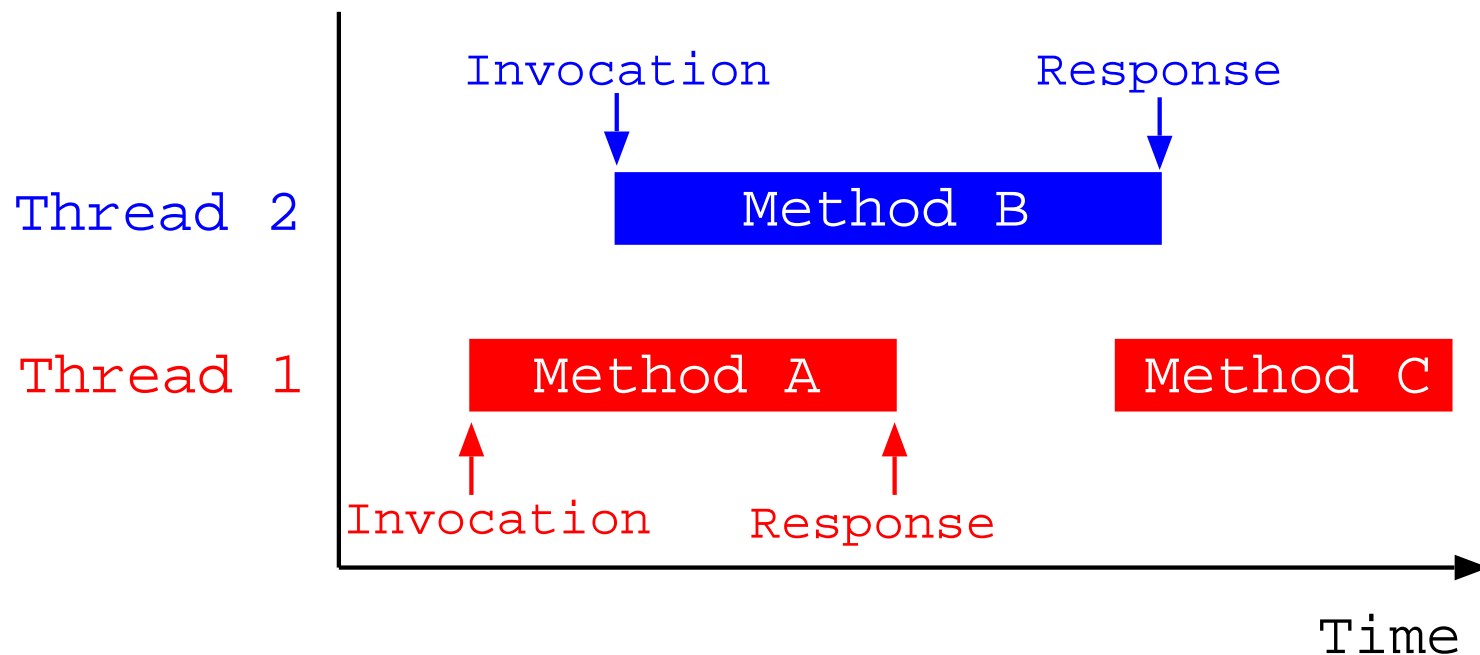 Invocation Response
Thread 2 Method B
Thread 1 Method A Method C
Invocation Response
Time